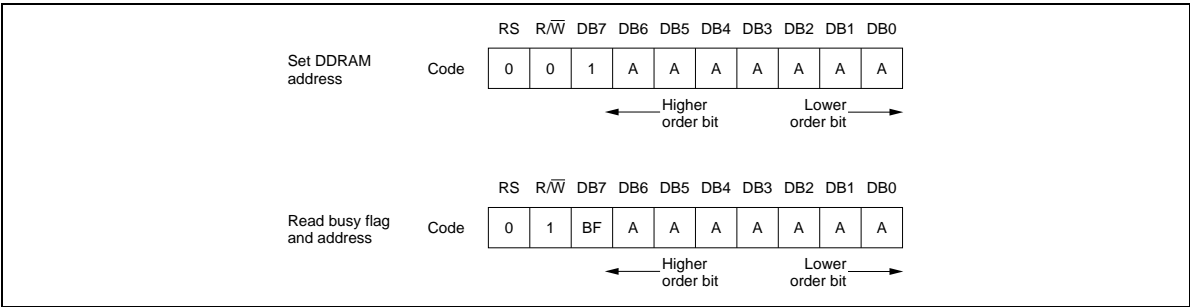 RS R/W̅ DB7 DB6 DB5 DB4 DB3 DB2 DB1 DB0
Set DDRAM
address
Code 0 0 1 A A A A A A A
Higher
order bit
Lower
order bit
RS R/W̅ DB7 DB6 DB5 DB4 DB3 DB2 DB1 DB0
Read busy flag
and address
Code 0 1 BF A A A A A A A
Higher
order bit
Lower
order bit